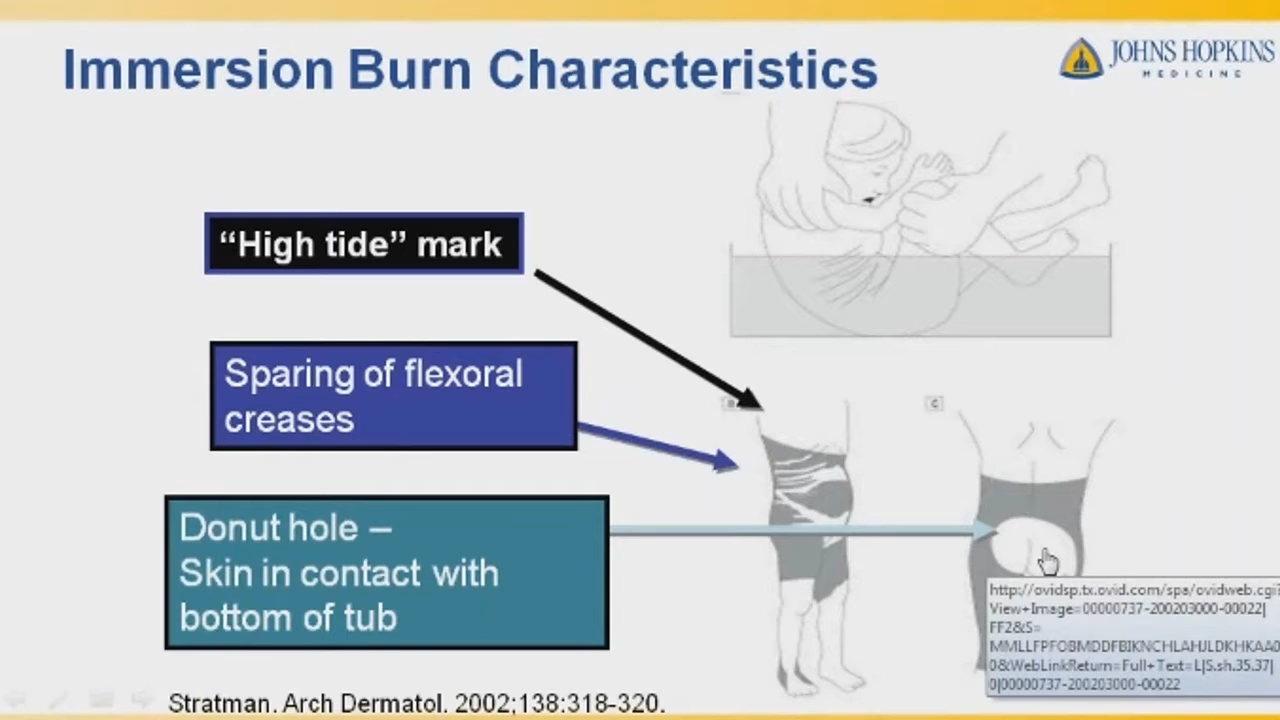 Immersion Burn Characteristics
JOHNS HOPKINS
MEDICINE
“High tide” mark
Sparing of flexoral
creases
Donut hole –
Skin in contact with
bottom of tub
C
http://ovidsp.tx.ovid.com/spa/ovidweb.cgi?
View+Image=00000737-200203000-00022|
FF2&S=
MMLLFPFOBMDDFBIKNCHLAHJLDKHKAA0
0&WebLinkReturn=Full+Text=L|S.sh.35.37|
0|00000737-200203000-00022
Stratman. Arch Dermatol. 2002;138:318-320.